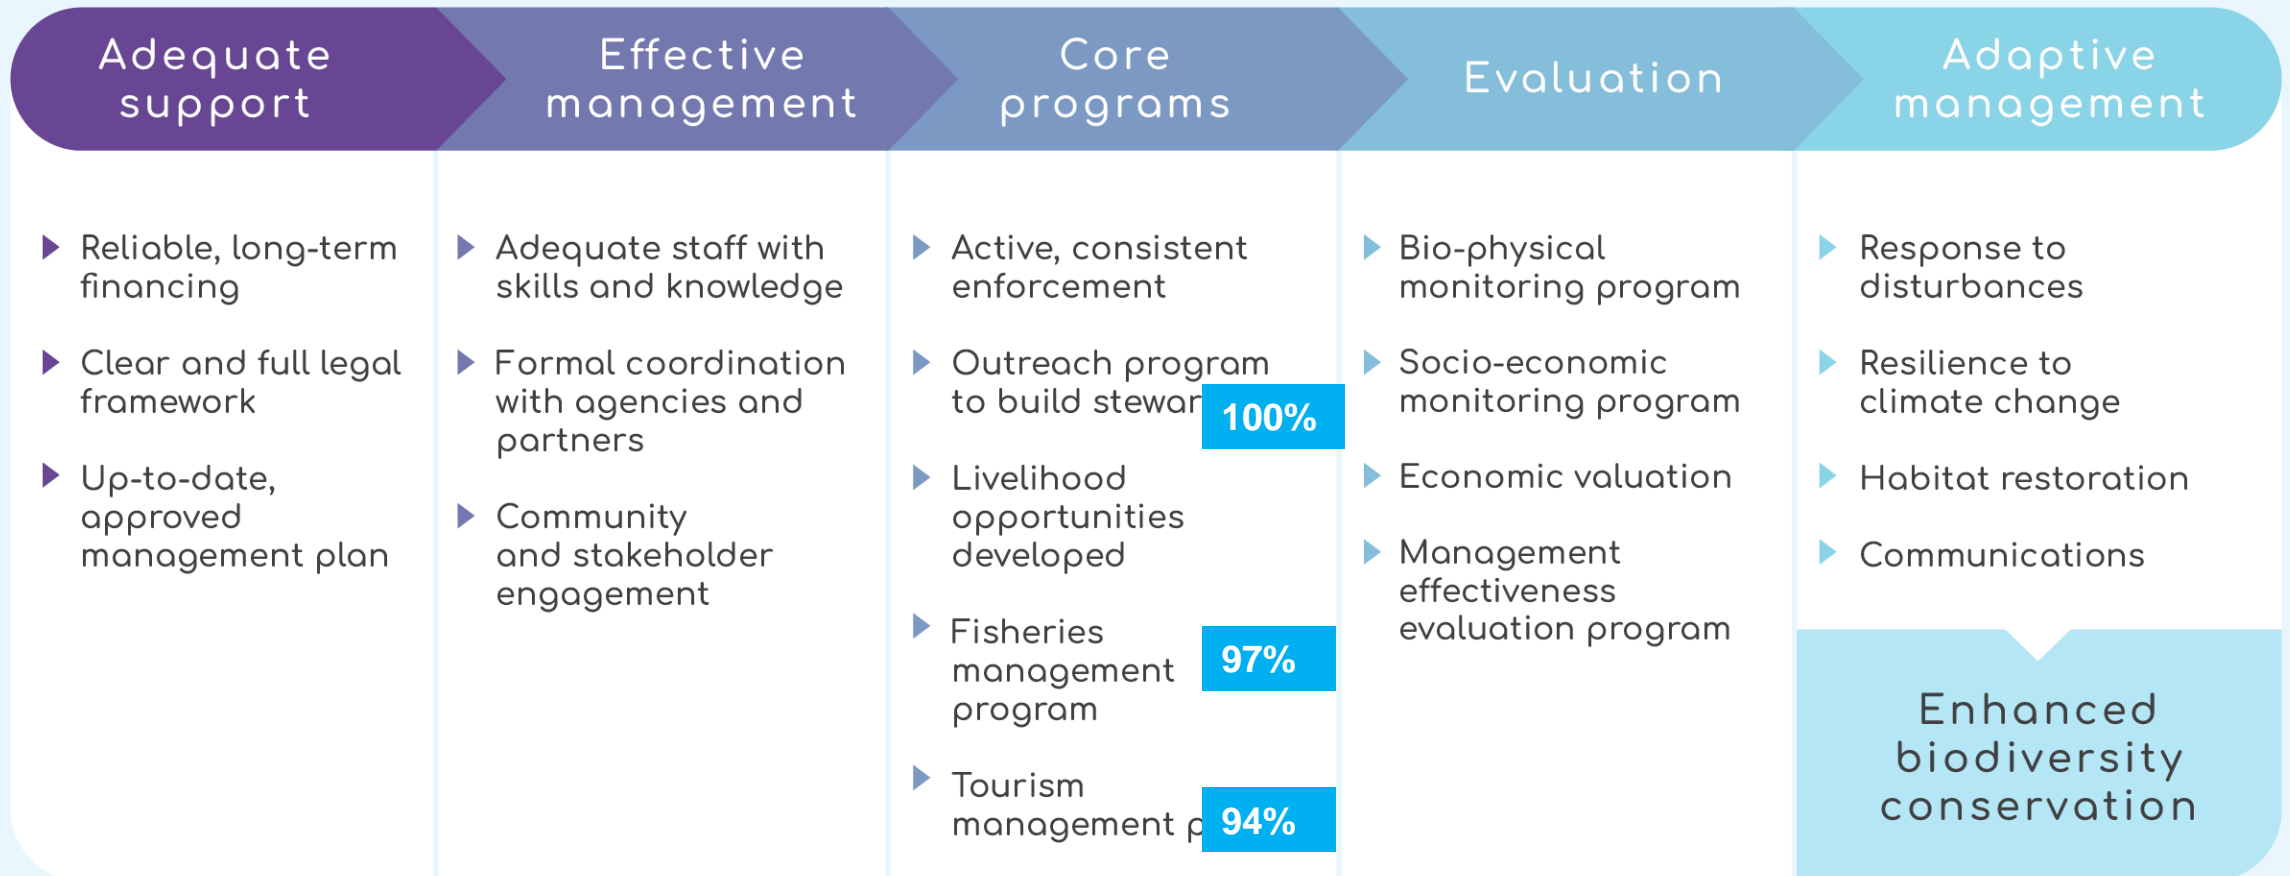 Adequate
support
Effective
management
Core
programs
Evaluation
Adaptive
management
Reliable, long-term
financing
Clear and full legal
framework
Up-to-date,
approved
management plan
Adequate staff with
skills and knowledge
Formal coordination
with agencies and
partners
Community
and stakeholder
engagement
Active, consistent
enforcement
Outreach program
to build stewar
100%
Livelihood
opportunities
developed
Fisheries
management
program
97%
Tourism
management p
94%
Bio-physical
monitoring program
Socio-economic
monitoring program
Economic valuation
Management
effectiveness
evaluation program
Response to
disturbances
Resilience to
climate change
Habitat restoration
Communications
Enhanced
biodiversity
conservation